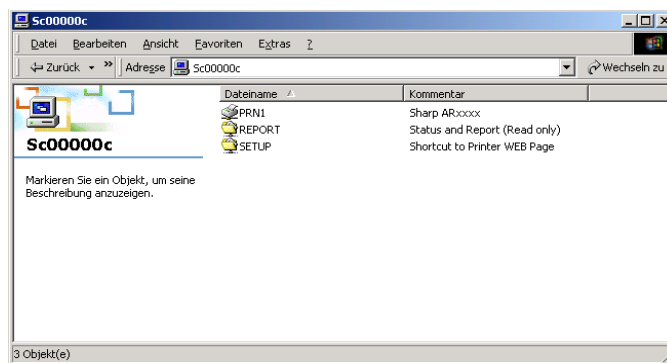 Sc00000c
Datei Bearbeiten Ansicht Favoriten Extras ?
Zurück » Adresse Sc00000c Wechseln zu
Dateiname Kommentar
PRN1 Sharp ARxxxx
REPORT Status and Report (Read only)
SETUP Shortcut to Printer WEB Page
Sc00000c
Markieren Sie ein Objekt, um seine
Beschreibung anzuzeigen.
3 Objekt(e)